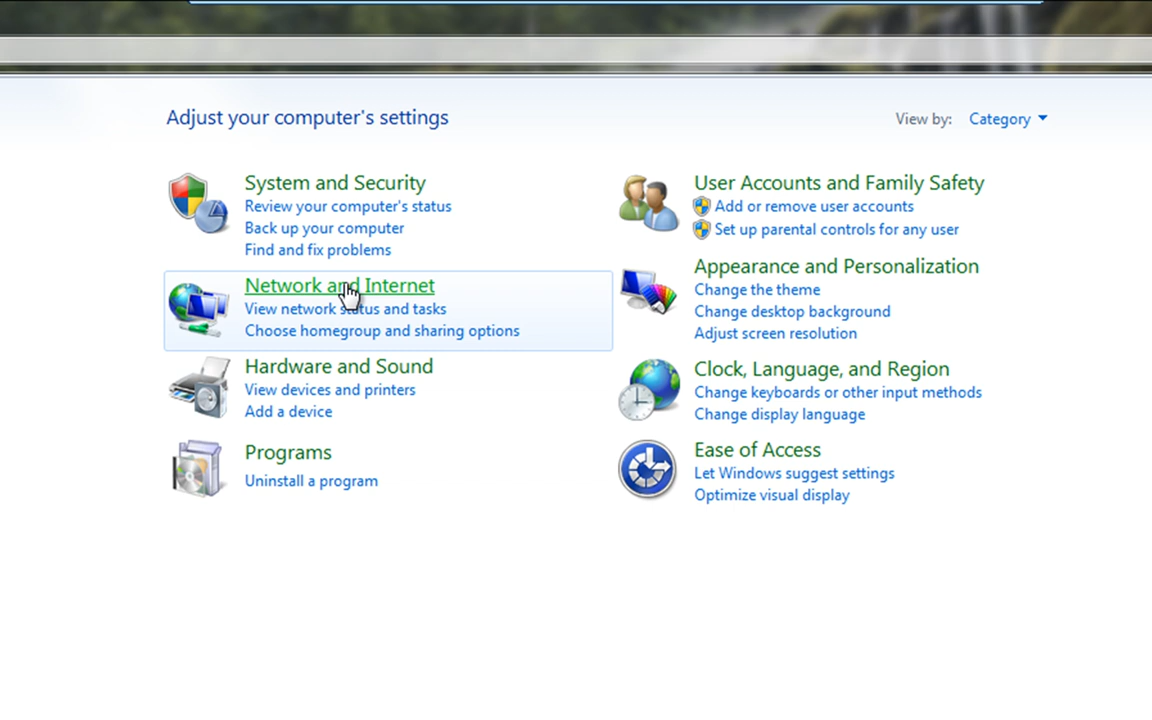 Adjust your computer's settings
View by: Category
System and Security
Review your computer's status
Back up your computer
Find and fix problems
Network and Internet
View network status and tasks
Choose homegroup and sharing options
Hardware and Sound
View devices and printers
Add a device
Programs
Uninstall a program
User Accounts and Family Safety
Add or remove user accounts
Set up parental controls for any user
Appearance and Personalization
Change the theme
Change desktop background
Adjust screen resolution
Clock, Language, and Region
Change keyboards or other input methods
Change display language
Ease of Access
Let Windows suggest settings
Optimize visual display